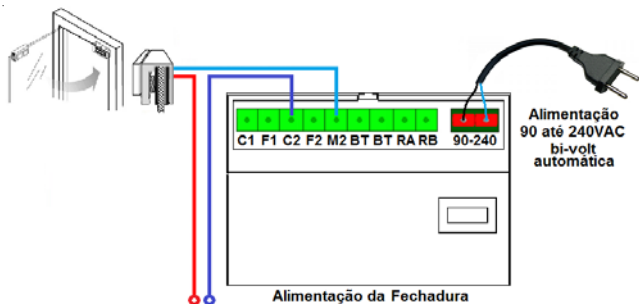 C1 F1 C2 F2 M2 BT BT RA RB 90-240
Alimentação
90 até 240VAC
bi-volt
automática
Alimentação da Fechadura